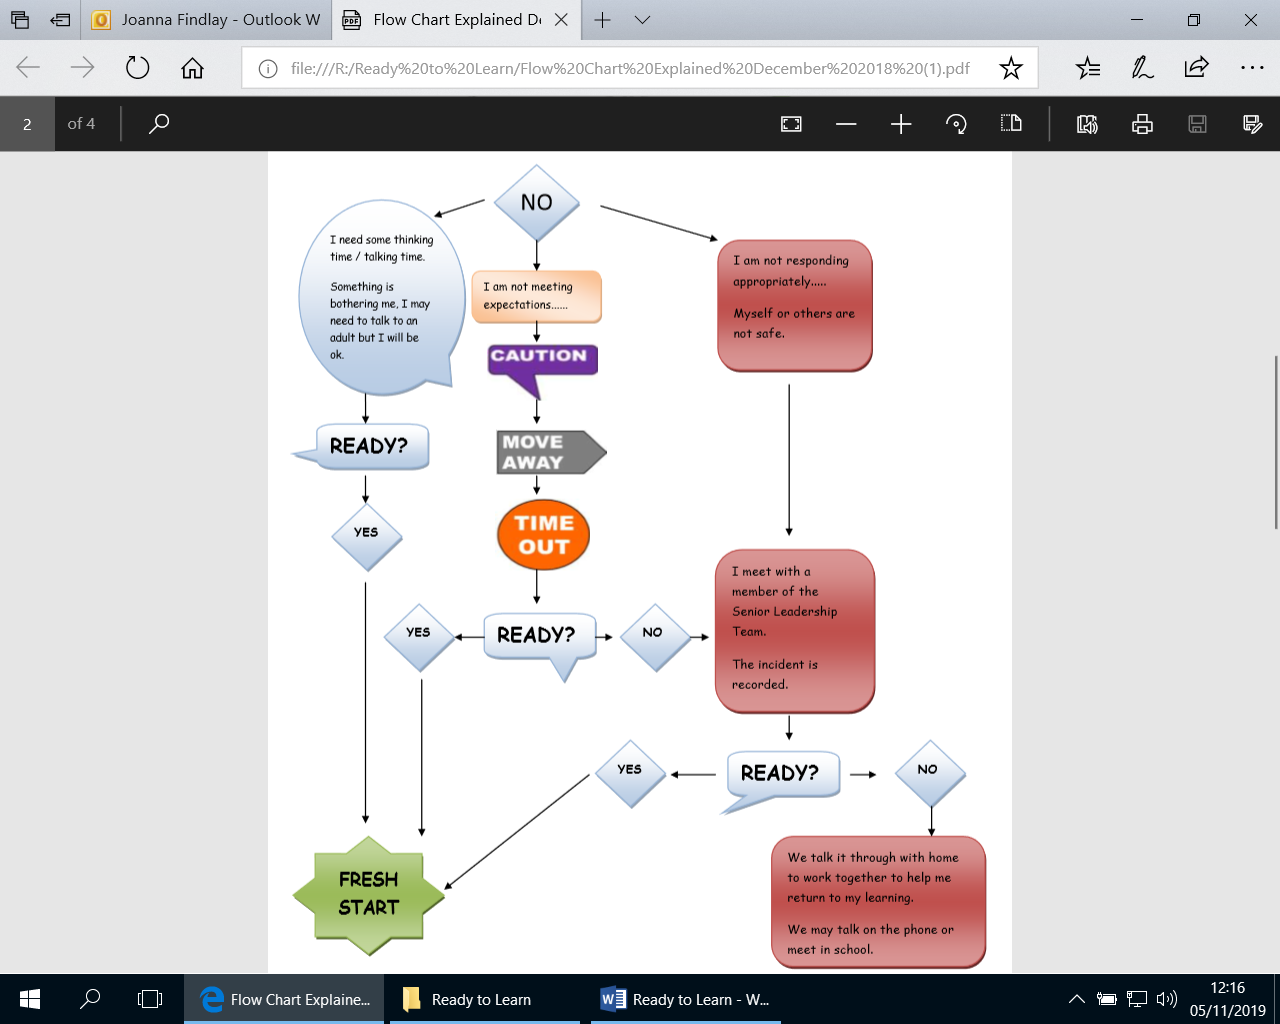 Joanna Findlay - Outlook W
Flow Chart Explained De
file:///R:/Ready%20to%20Learn/Flow%20Chart%20Explained%20December%202018%20(1).pdf
2
of 4
NO
I need some thinking
time / talking time.
Something is
bothering me. I may
need to talk to an
adult but I will be
ok.
I am not meeting
expectations......
I am not responding
appropriately.....
Myself or others are
not safe.
CAUTION
READY?
MOVE
AWAY
YES
TIME
OUT
I meet with a
member of the
Senior Leadership
Team.
The incident is
recorded.
YES
READY?
NO
YES
READY?
NO
FRESH
START
We talk it through with home
to work together to help me
return to my learning.
We may talk on the phone or
meet in school.
Flow Chart Explaine...
Ready to Learn
Ready to Learn - W...
12:16
05/11/2019